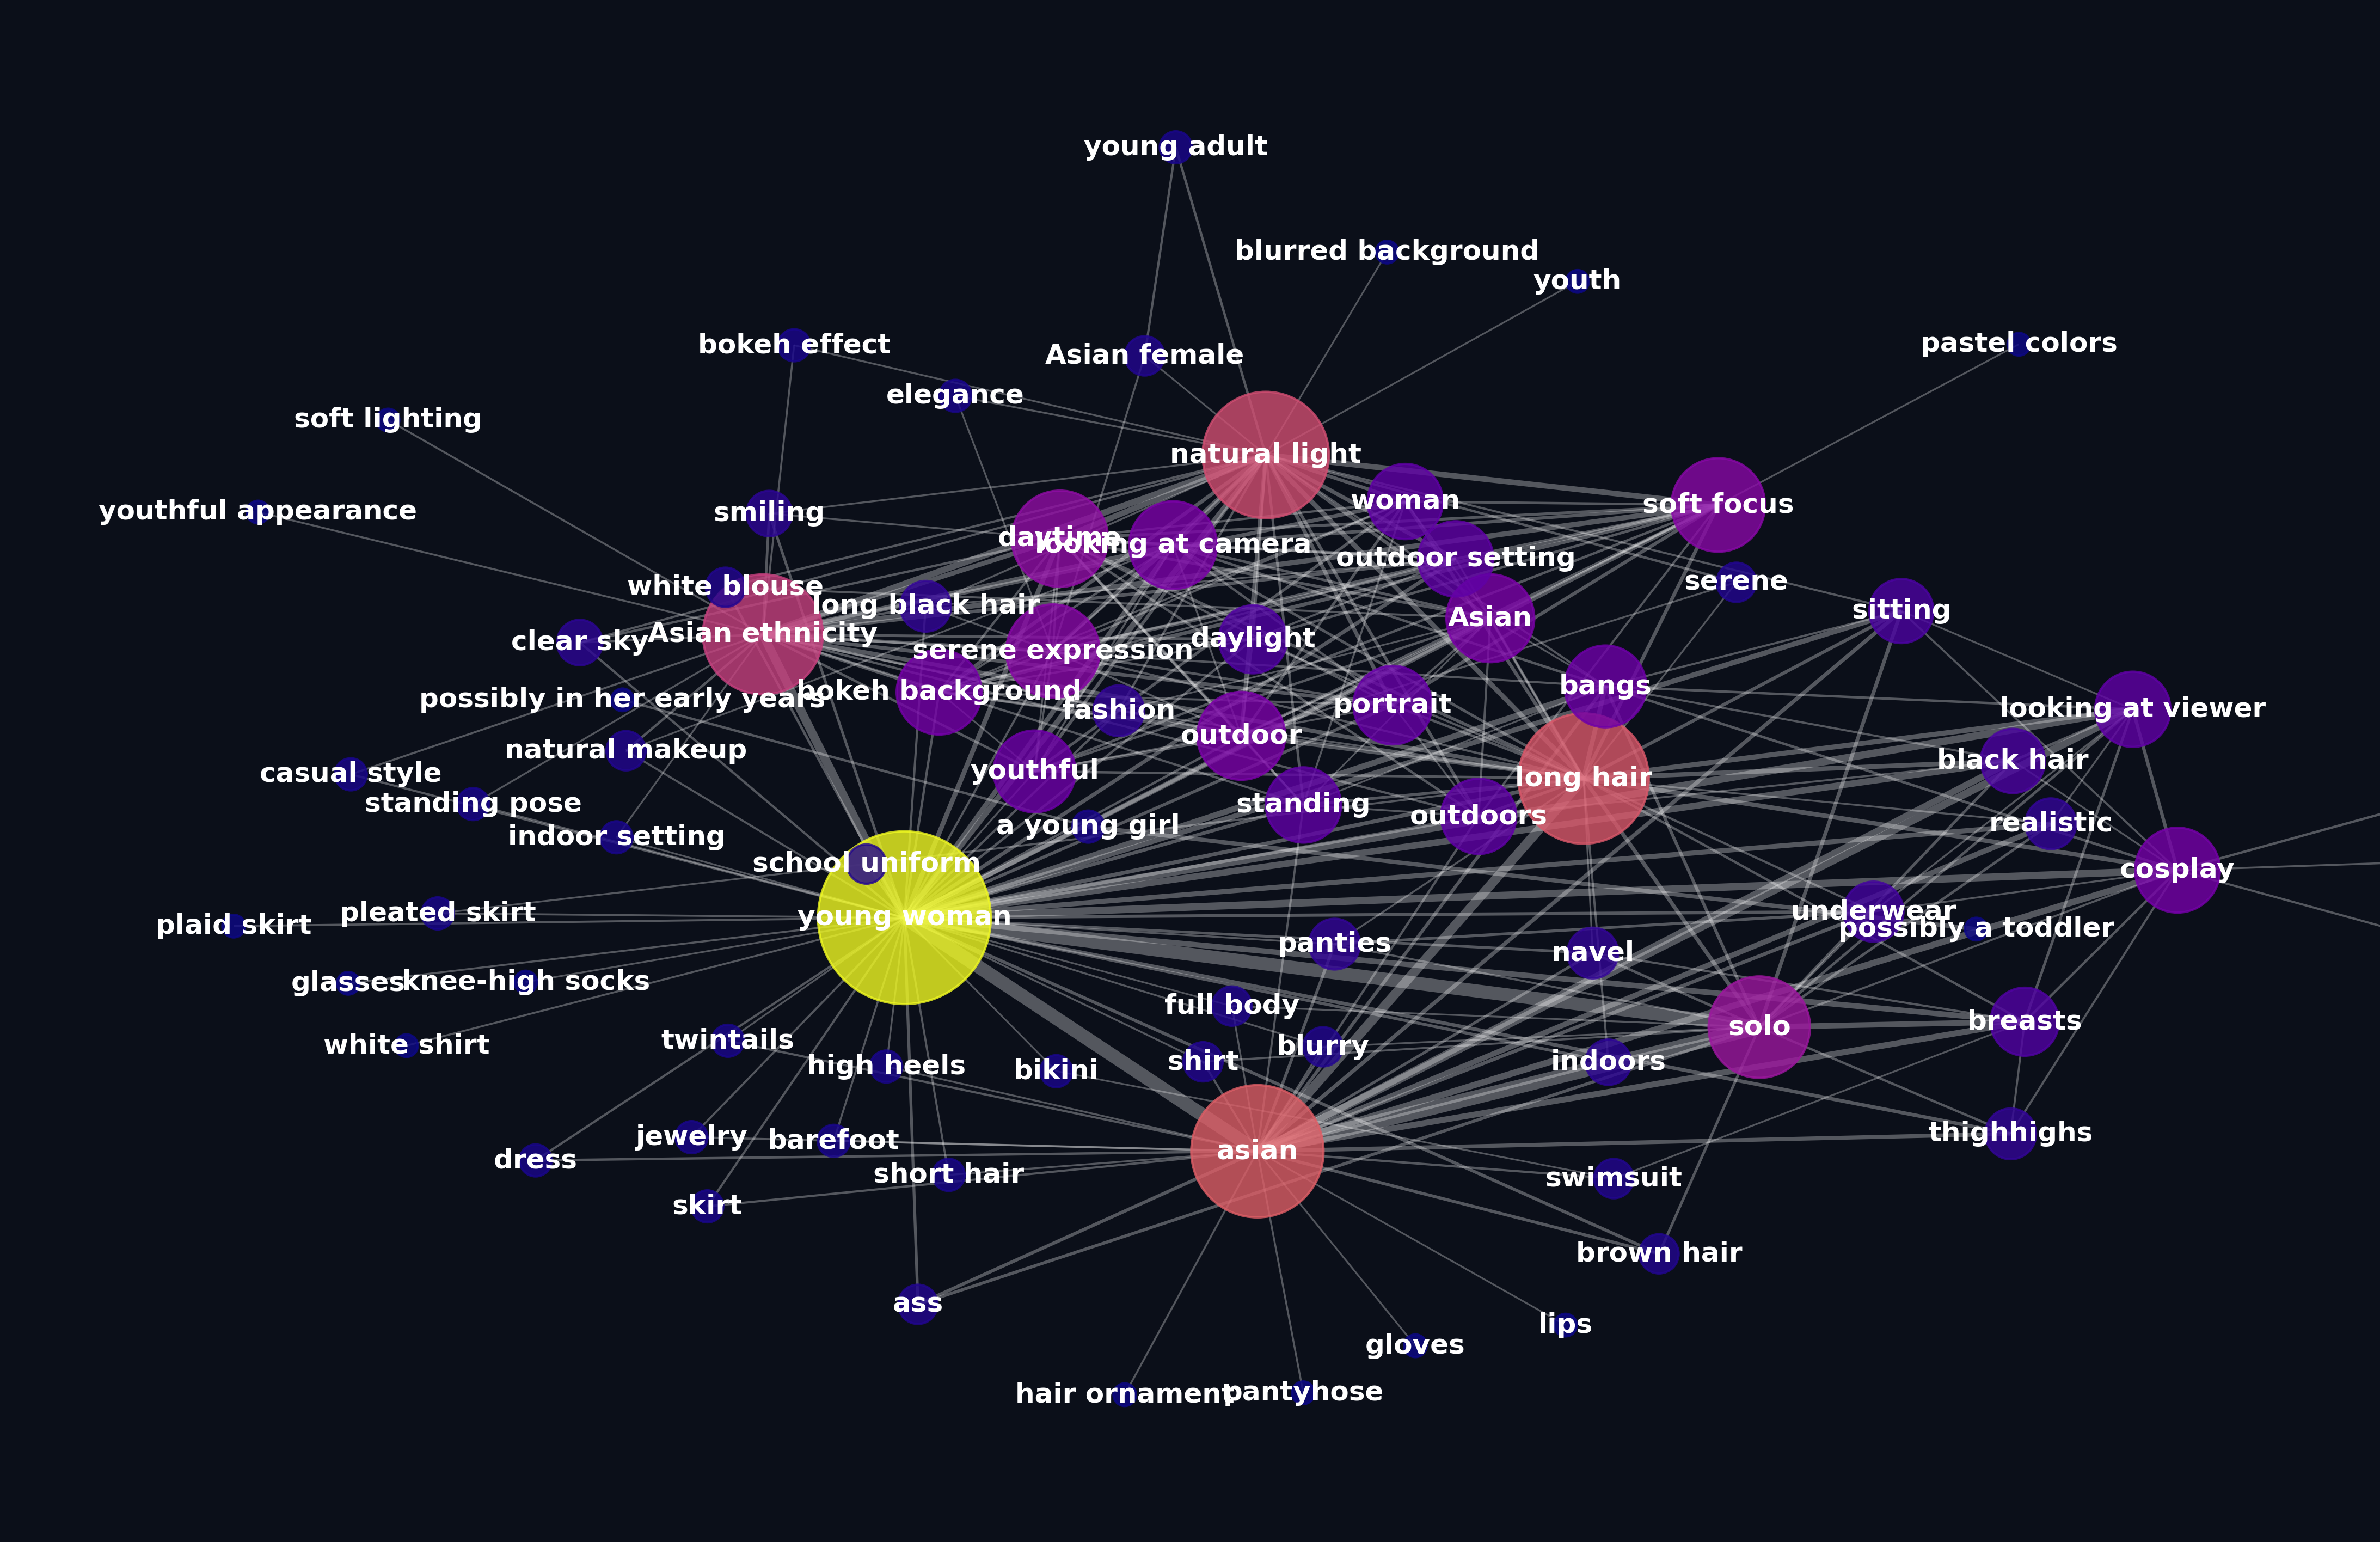 young adult
blurred background
youth
bokeh effect
Asian female
pastel colors
elegance
soft lighting
natural light
woman
soft focus
youthful appearance
smiling
daytime
looking at camera
outdoor setting
white blouse
serene
long black hair
sitting
Asian
clear sky
Asian ethnicity
daylight
serene expression
bangs
possibly in her early years
bokeh background
fashion
portrait
looking at viewer
outdoor
natural makeup
black hair
casual style
youthful
long hair
standing pose
standing
outdoors
indoor setting
a young girl
realistic
school uniform
cosplay
plaid skirt
pleated skirt
young woman
underwear
possibly a toddler
panties
navel
glasses
knee-high socks
full body
solo
breasts
white shirt
twintails
high heels
bikini
shirt
blurry
indoors
jewelry
barefoot
asian
thighhighs
dress
short hair
swimsuit
skirt
brown hair
ass
lips
gloves
hair ornament
pantyhose